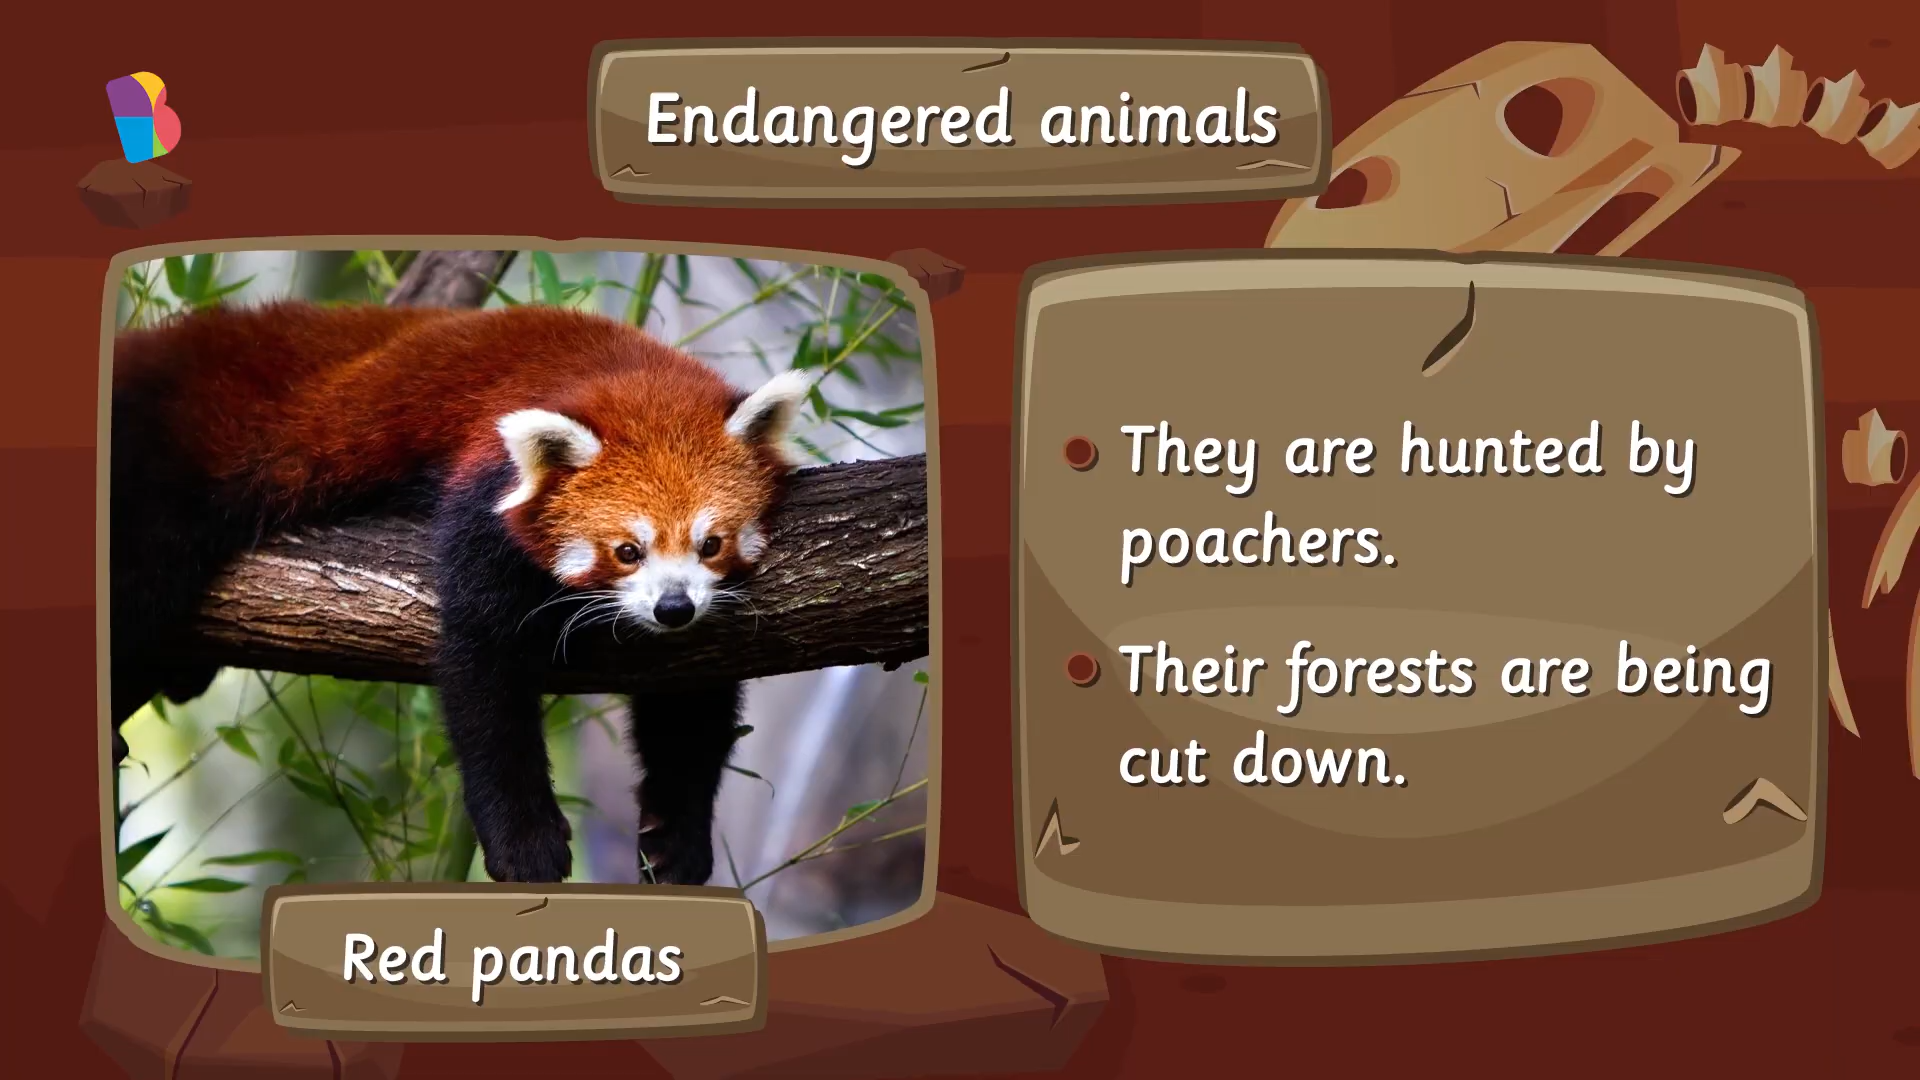 Endangered animals
They are hunted by
poachers.
Their forests are being
cut down.
Red pandas